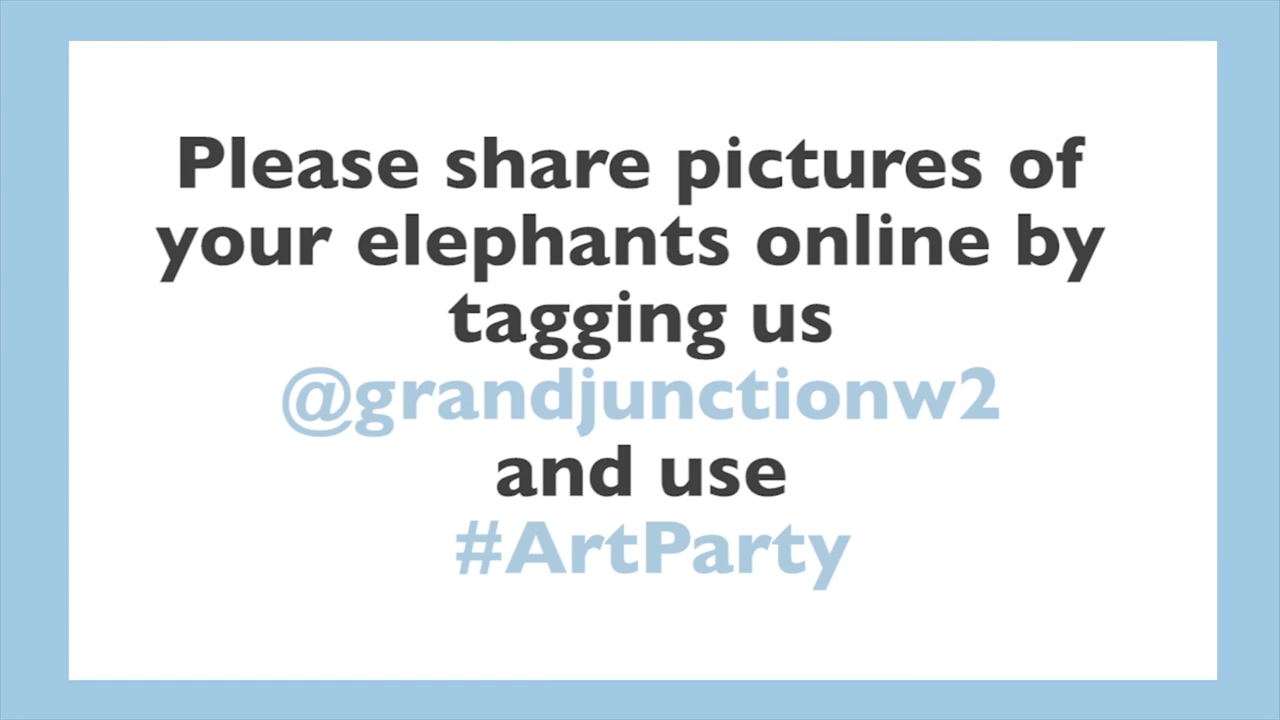 Please share pictures of
your elephants online by
tagging us
@grandjunctionw2
and use
#ArtParty